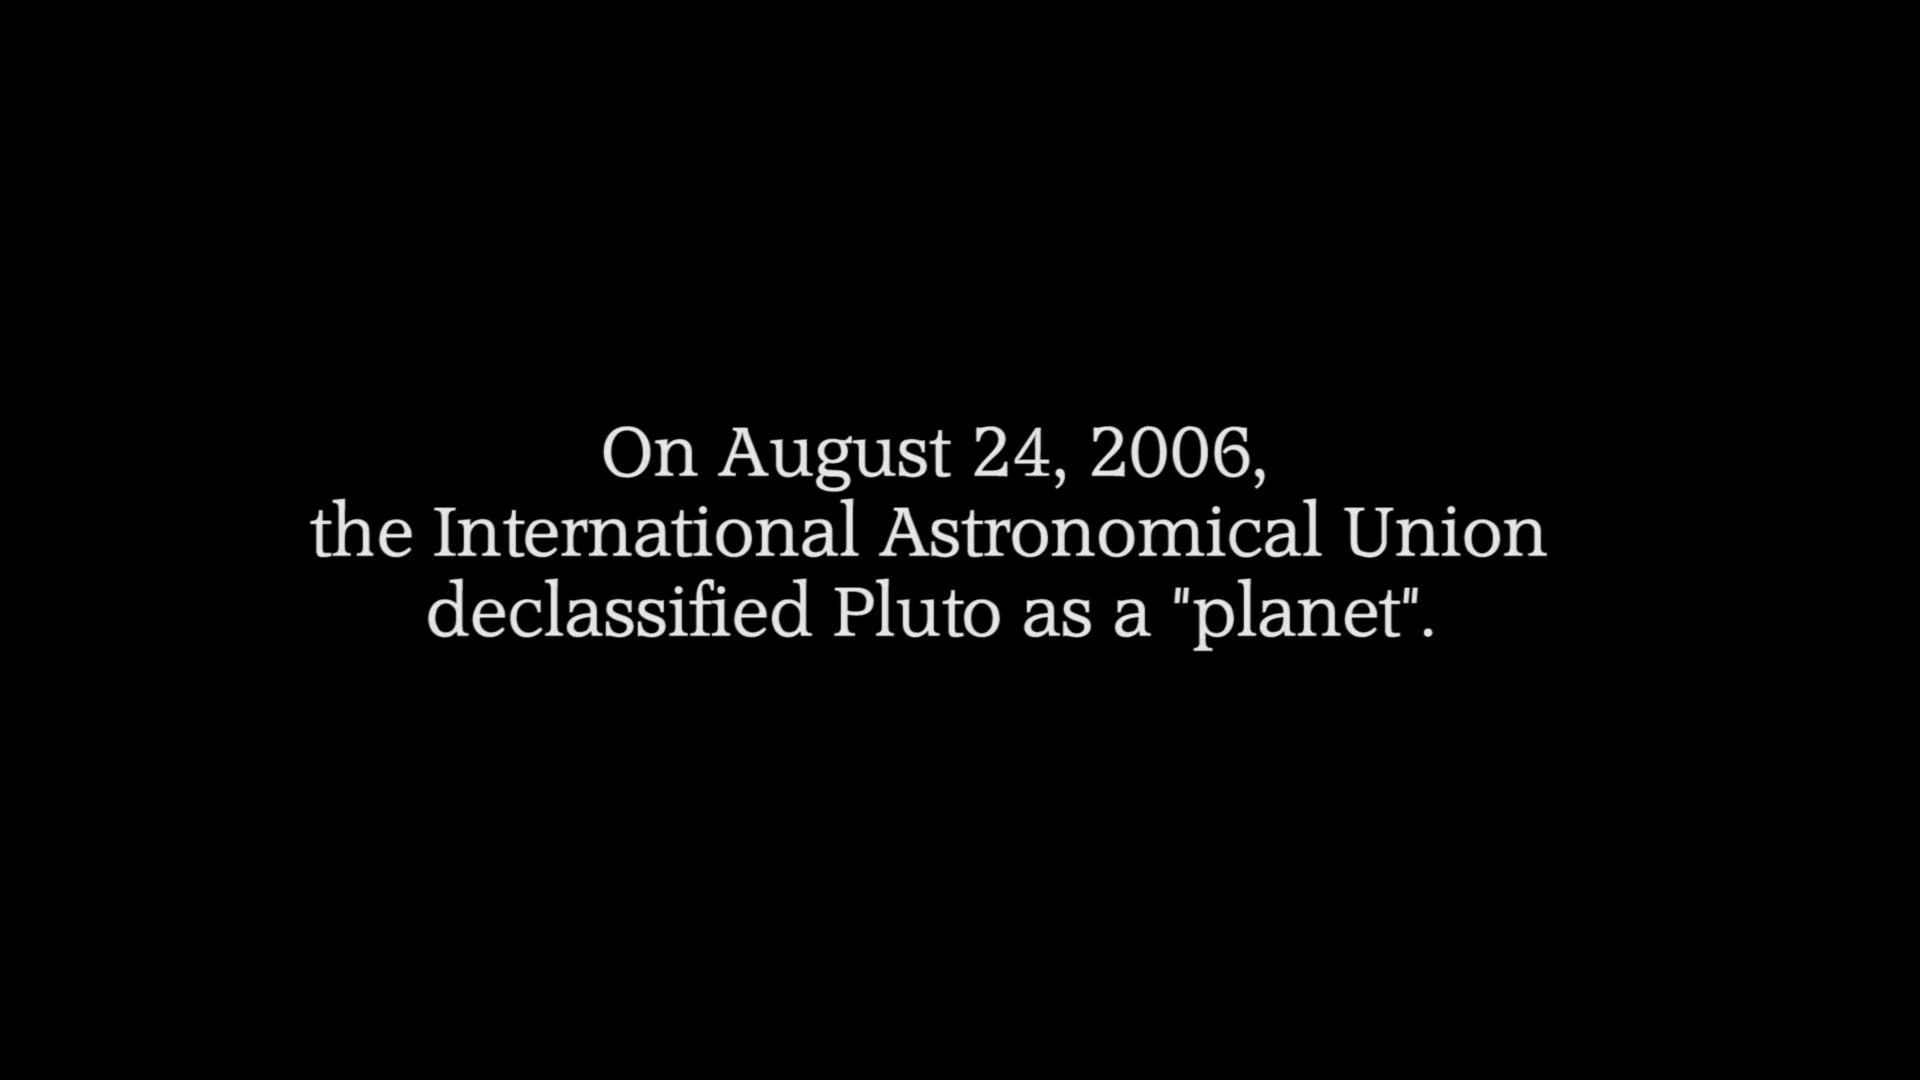 On August 24, 2006,
the International Astronomical Union
declassified Pluto as a "planet".